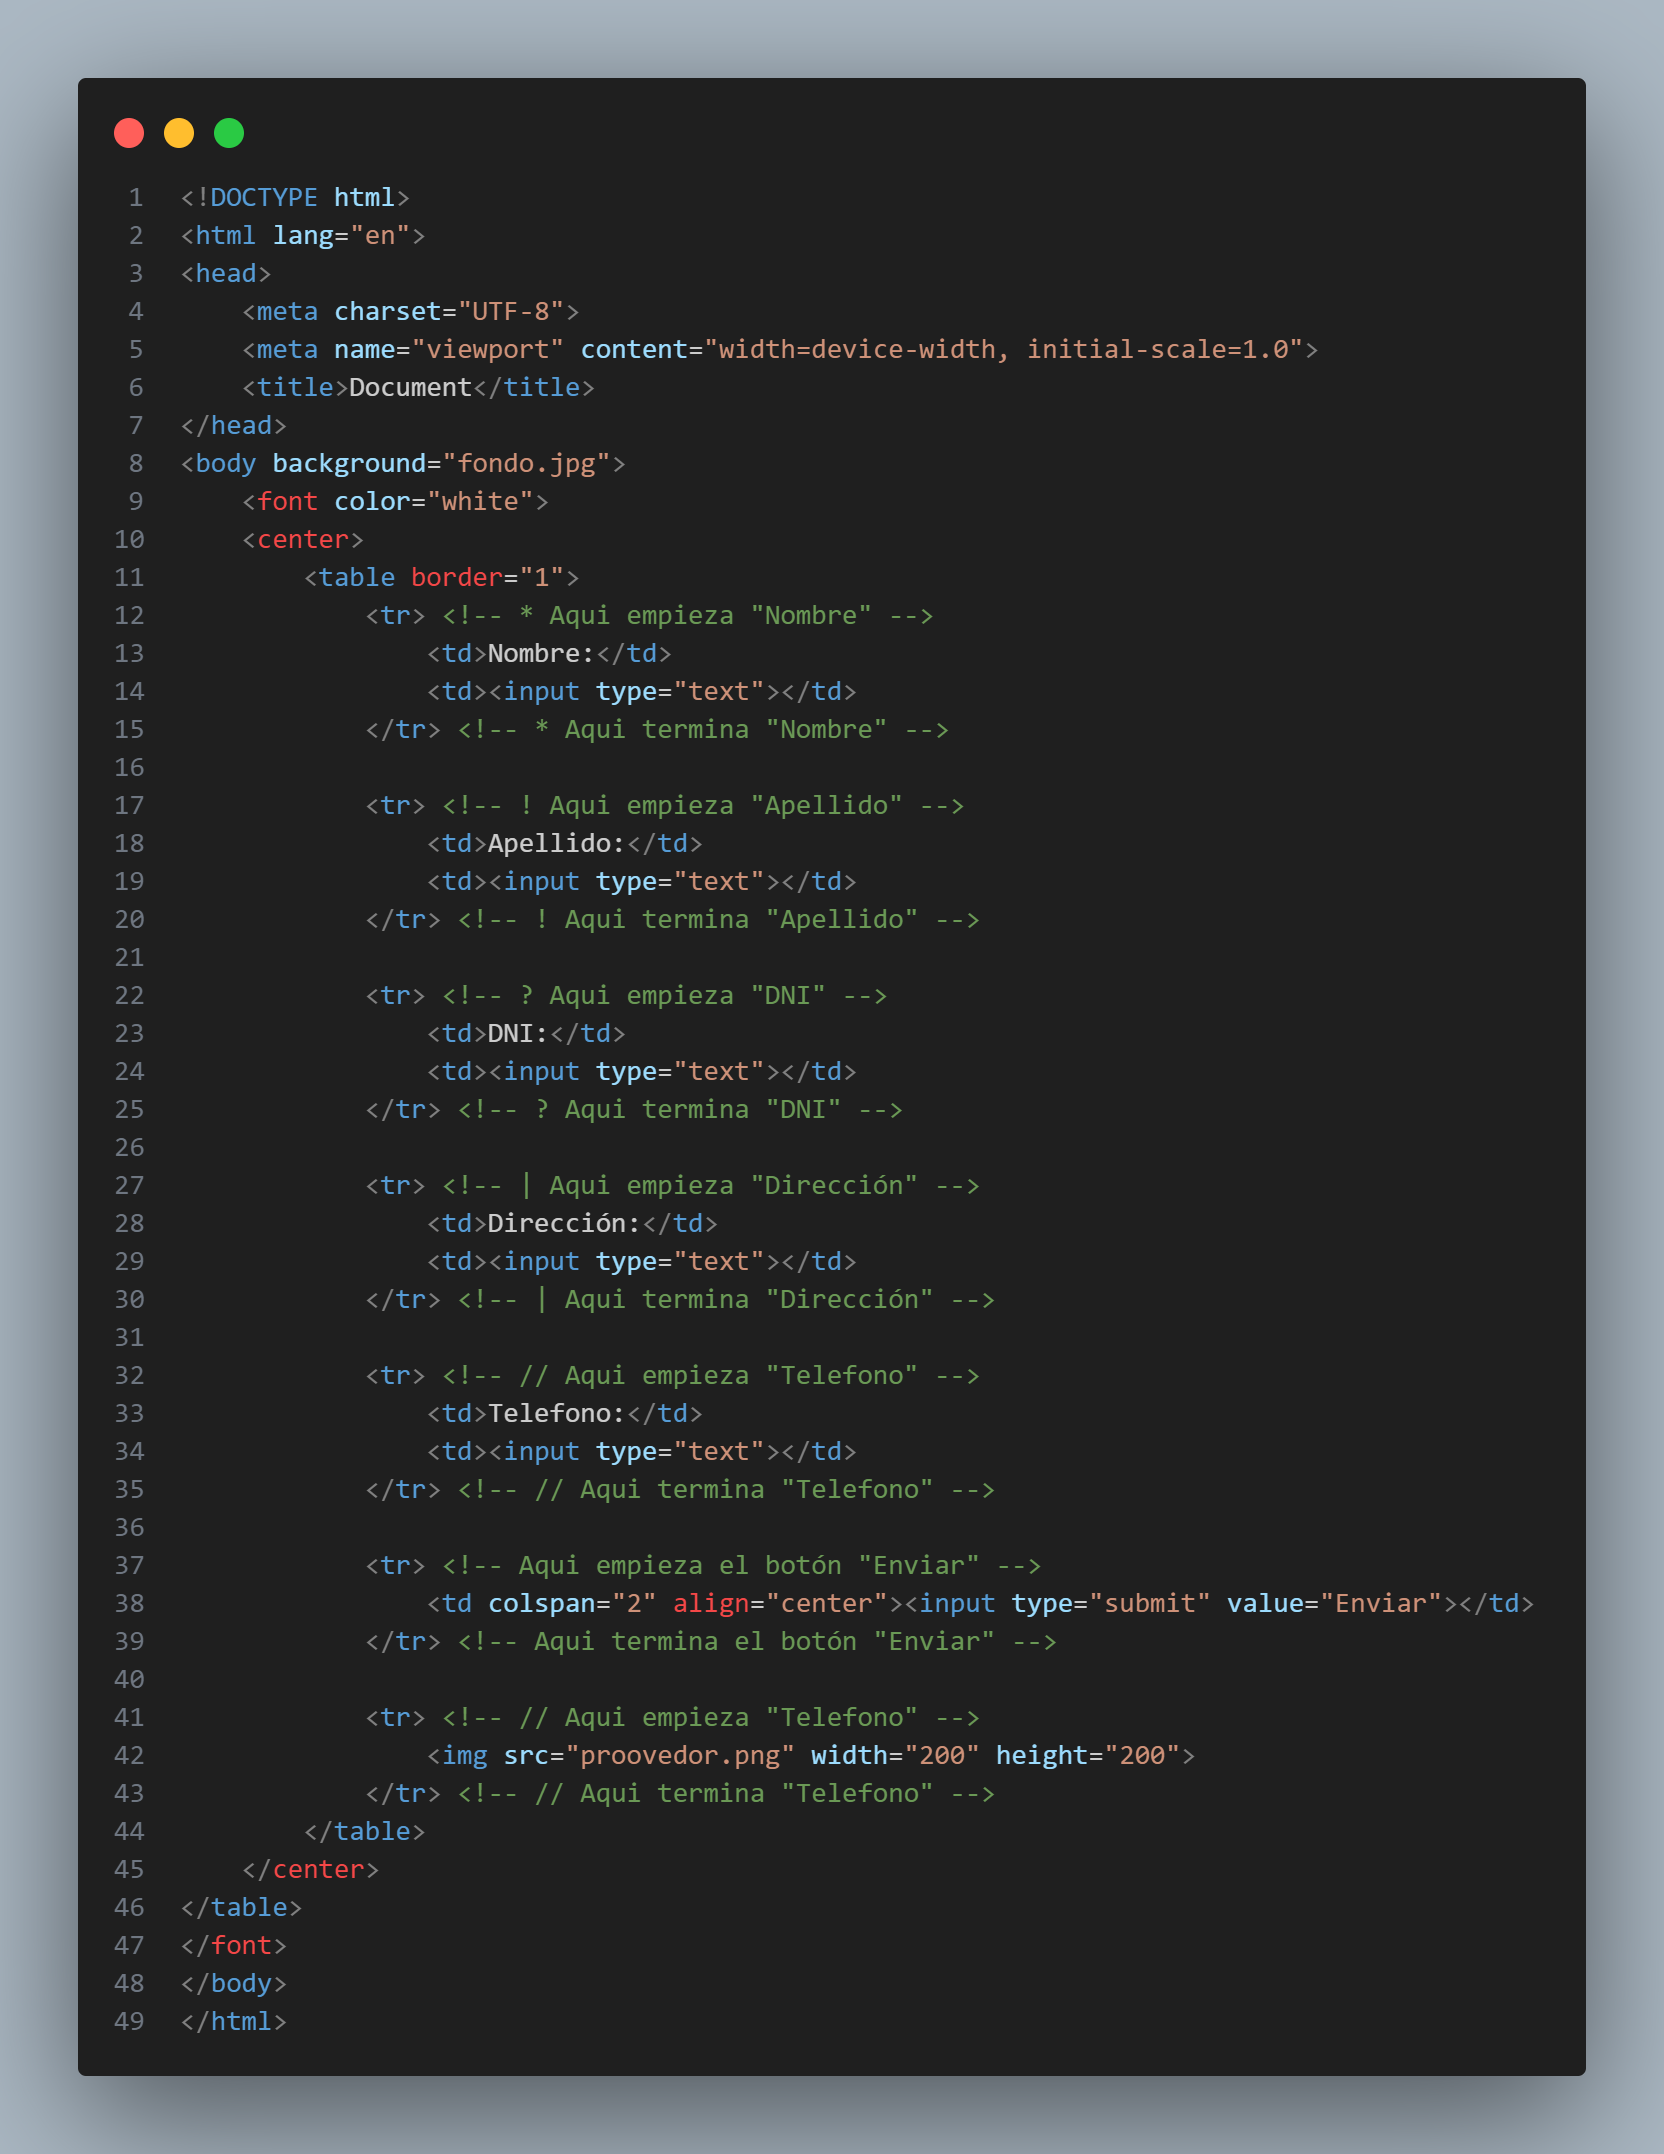 1 <!DOCTYPE html>
2 <html lang="en">
3 <head>
4     <meta charset="UTF-8">
5     <meta name="viewport" content="width=device-width, initial-scale=1.0">
6     <title>Document</title>
7 </head>
8 <body background="fondo.jpg">
9     <font color="white">
10     <center>
11         <table border="1">
12             <tr> <!-- * Aqui empieza "Nombre" -->
13                 <td>Nombre:</td>
14                 <td><input type="text"></td>
15             </tr> <!-- * Aqui termina "Nombre" -->
16
17             <tr> <!-- ! Aqui empieza "Apellido" -->
18                 <td>Apellido:</td>
19                 <td><input type="text"></td>
20             </tr> <!-- ! Aqui termina "Apellido" -->
21
22             <tr> <!-- ? Aqui empieza "DNI" -->
23                 <td>DNI:</td>
24                 <td><input type="text"></td>
25             </tr> <!-- ? Aqui termina "DNI" -->
26
27             <tr> <!-- | Aqui empieza "Dirección" -->
28                 <td>Dirección:</td>
29                 <td><input type="text"></td>
30             </tr> <!-- | Aqui termina "Dirección" -->
31
32             <tr> <!-- // Aqui empieza "Telefono" -->
33                 <td>Telefono:</td>
34                 <td><input type="text"></td>
35             </tr> <!-- // Aqui termina "Telefono" -->
36
37             <tr> <!-- Aqui empieza el botón "Enviar" -->
38                 <td colspan="2" align="center"><input type="submit" value="Enviar"></td>
39             </tr> <!-- Aqui termina el botón "Enviar" -->
40
41             <tr> <!-- // Aqui empieza "Telefono" -->
42                 <img src="proovedor.png" width="200" height="200">
43             </tr> <!-- // Aqui termina "Telefono" -->
44         </table>
45     </center>
46 </table>
47 </font>
48 </body>
49 </html>